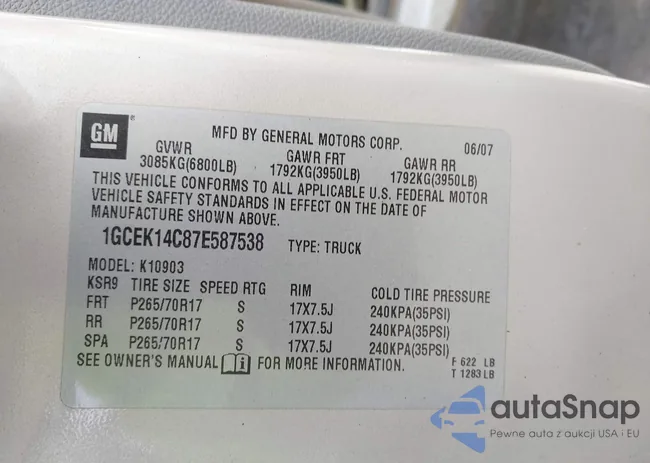 GM
MFD BY GENERAL MOTORS CORP. 06/07
GVWR GAWR FRT GAWR RR
3085KG(6800LB) 1792KG(3950LB) 1792KG(3950LB)
THIS VEHICLE CONFORMS TO ALL APPLICABLE U.S. FEDERAL MOTOR
VEHICLE SAFETY STANDARDS IN EFFECT ON THE DATE OF
MANUFACTURE SHOWN ABOVE.
1GCEK14C87E587538 TYPE: TRUCK
MODEL: K10903
KSR9 TIRE SIZE SPEED RTG RIM COLD TIRE PRESSURE
FRT P265/70R17 S 17X7.5J 240KPA(35PSI)
RR P265/70R17 S 17X7.5J 240KPA(35PSI)
SPA P265/70R17 S 17X7.5J 240KPA(35PSI)
SEE OWNER'S MANUAL FOR MORE INFORMATION.
F 622 LB
T 1283 LB
autaSnap
Pewne auta z aukcji USA i EU